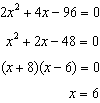 2x² + 4x - 96 = 0
x² + 2x - 48 = 0
(x + 8)(x - 6) = 0
x = 6